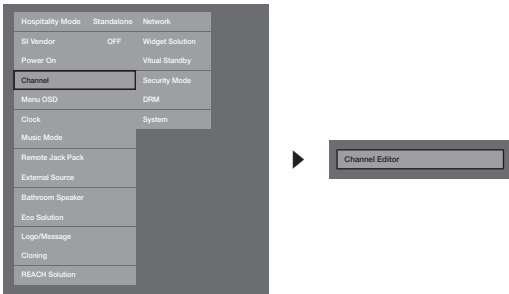 Hospitality Mode Standalone Network
SI Vendor OFF Widget Solution
Power On Vitual Standby
Channel Security Mode
Menu OSD DRM
Clock System
Music Mode
Remote Jack Pack
External Source
Bathroom Speaker
Eco Solution
Logo/Message
Cloning
REACH Solution
Channel Editor